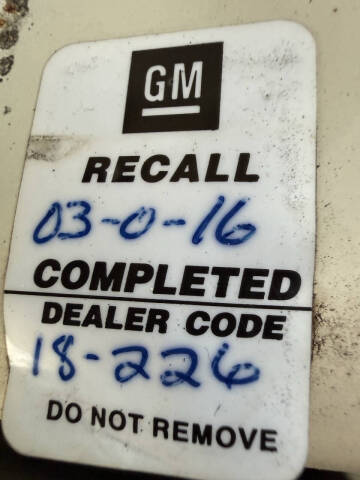 GM
RECALL
03-0-16
COMPLETED
DEALER CODE
18-226
DO NOT REMOVE